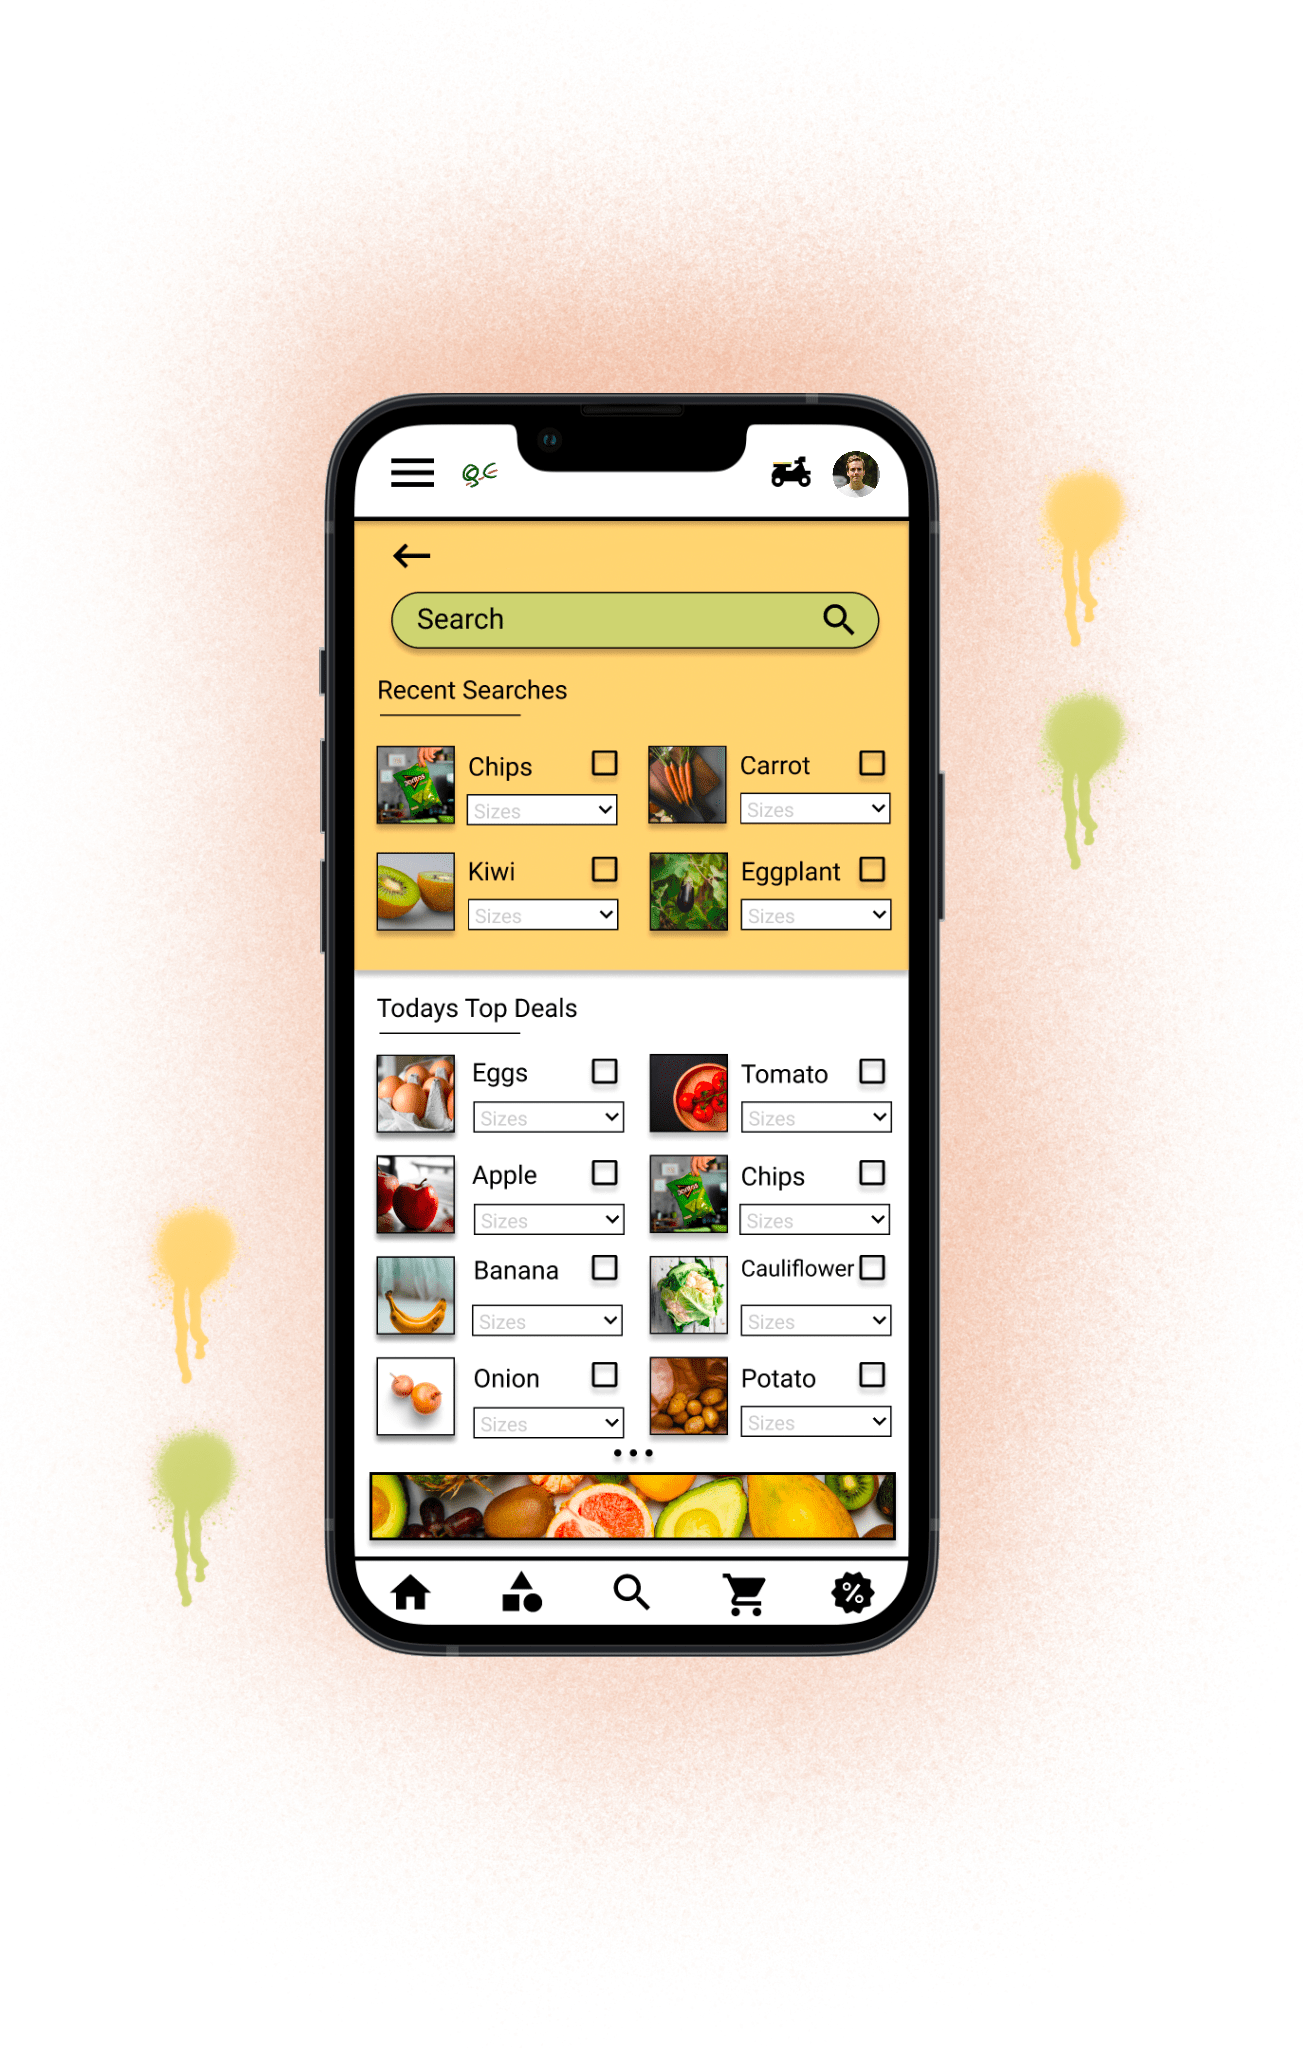 gc
Search
Recent Searches
Chips
Carrot
Sizes
Sizes
Kiwi
Eggplant
Sizes
Sizes
Todays Top Deals
Eggs
Tomato
Sizes
Sizes
Apple
Chips
Sizes
Sizes
Banana
Cauliflower
Sizes
Sizes
Onion
Potato
Sizes
Sizes
%